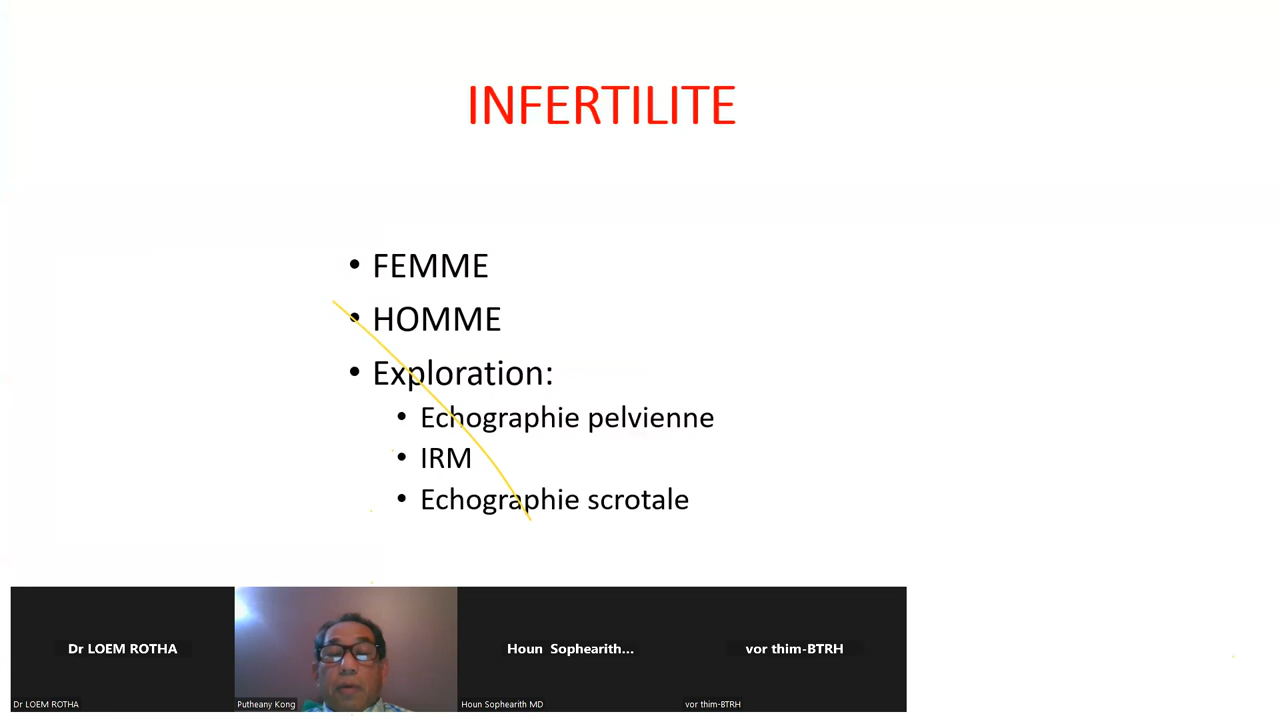 INFERTILITE
• FEMME
• HOMME
• Exploration:
• Echographie pelvienne
• IRM
• Echographie scrotale
Dr LOEM ROTHA
Houn Sophearith...
vor thim-BTRH
Dr LOEM ROTHA
Putheany Kong
Houn Sophearith MD
vor thim-BTRH